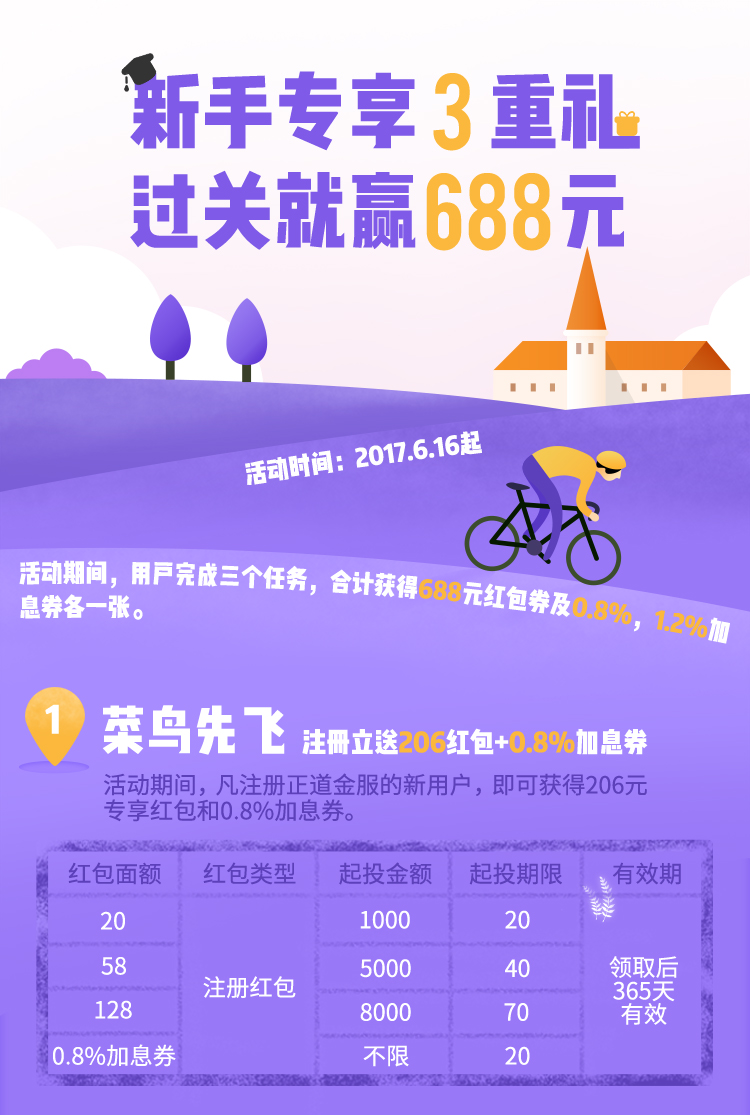 新手专享3重礼
过关就赢688元
活动时间：2017.6.16起
活动期间，用户完成三个任务，合计获得688元红包券及0.8%，1.2%加
息券各一张。
1 菜鸟先飞 注册立送206红包+0.8%加息券
活动期间，凡注册正道金服的新用户，即可获得206元
专享红包和0.8%加息券。
红包面额 红包类型 起投金额 起投期限 有效期
20 1000 20
58 5000 40
注册红包
领取后
365天
有效
128 8000 70
0.8%加息券 不限 20